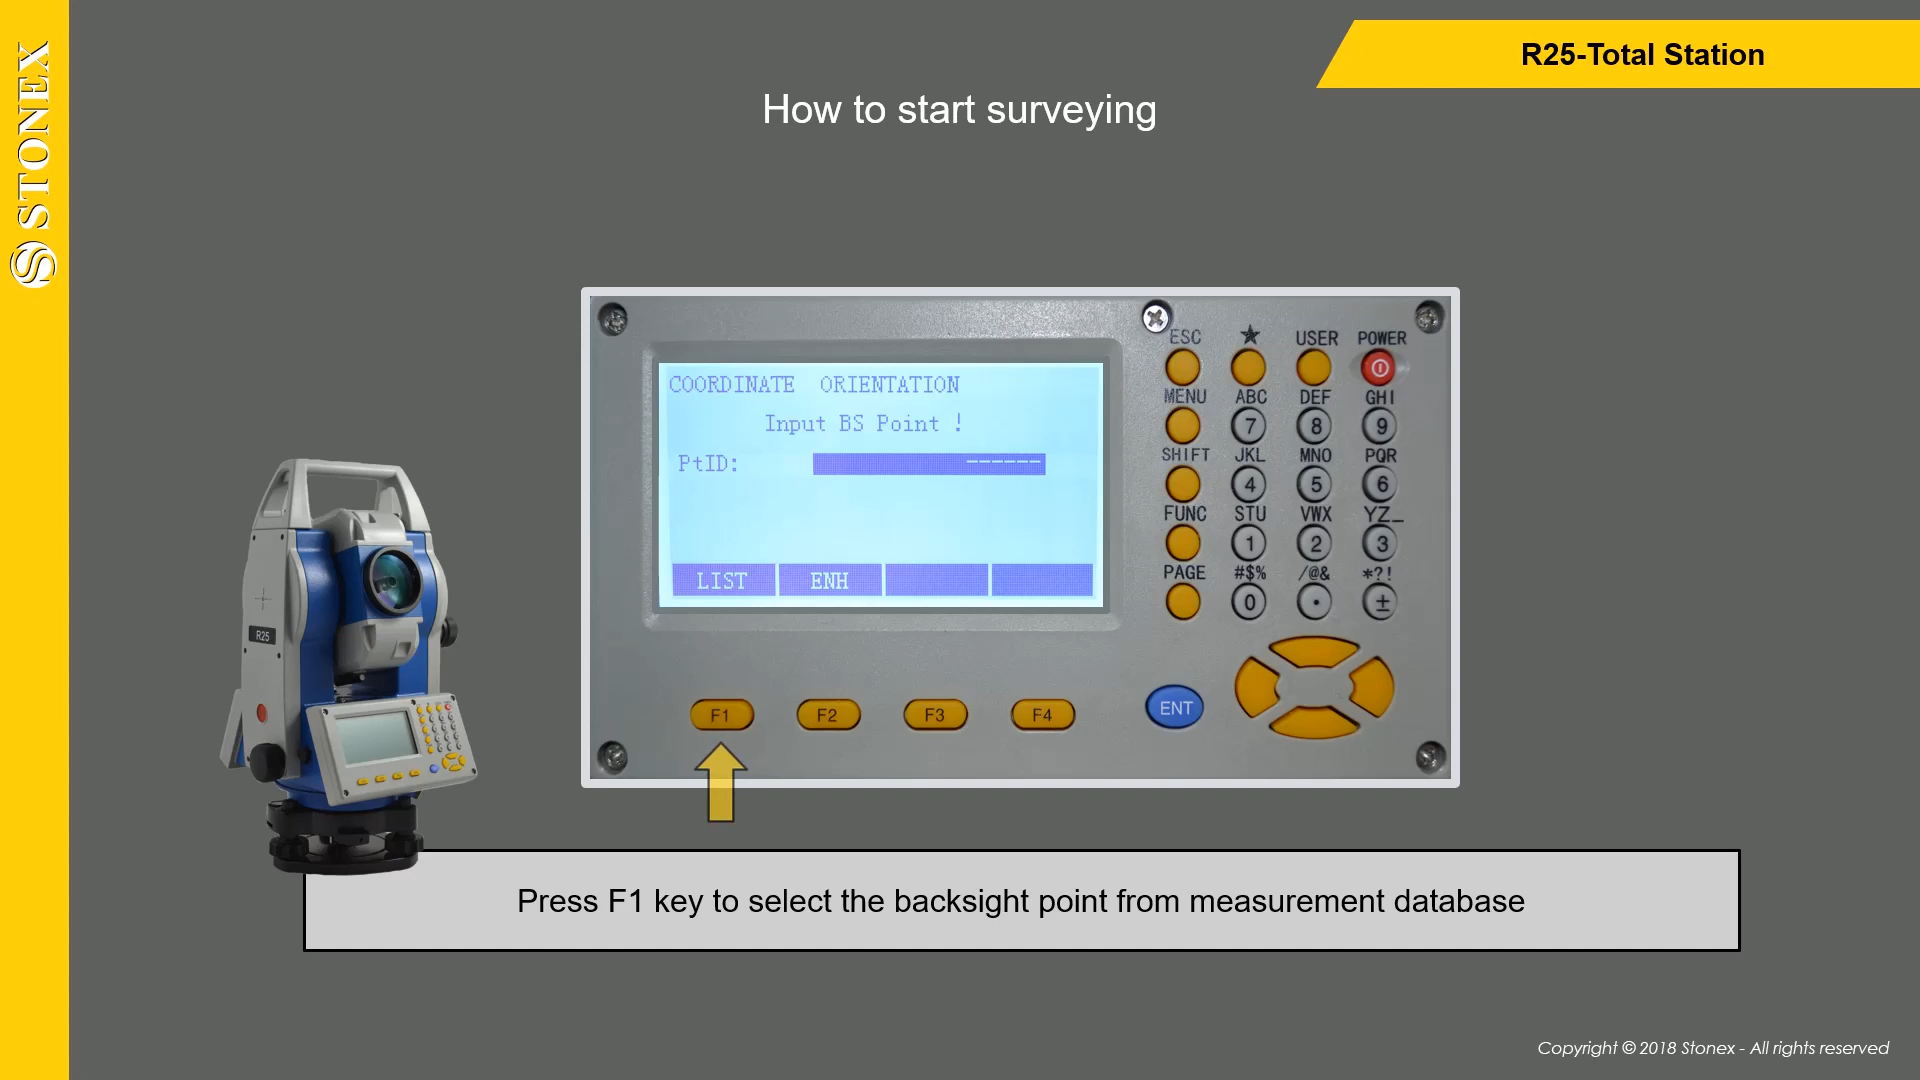 STONEX
R25-Total Station
How to start surveying
COORDINATE ORIENTATION
Input BS Point !
PtID: ------
LIST ENH
ESC ★ USER POWER
MENU ABC DEF GHI
7 8 9
SHIFT JKL MNO PQR
4 5 6
FUNC STU VWX YZ_
1 2 3
PAGE #$% /@& *?!
0 • ±
F1 F2 F3 F4 ENT
R25
Press F1 key to select the backsight point from measurement database
Copyright © 2018 Stonex - All rights reserved